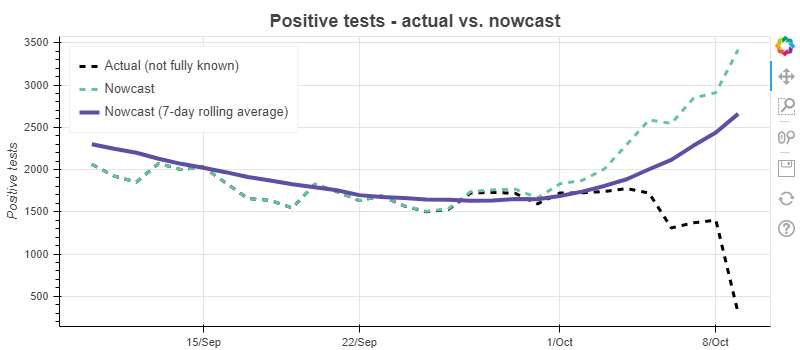 Positive tests - actual vs. nowcast
3500
3000
2500
2000
1500
1000
500
Positive tests
Actual (not fully known)
Nowcast
Nowcast (7-day rolling average)
15/Sep
22/Sep
1/Oct
8/Oct